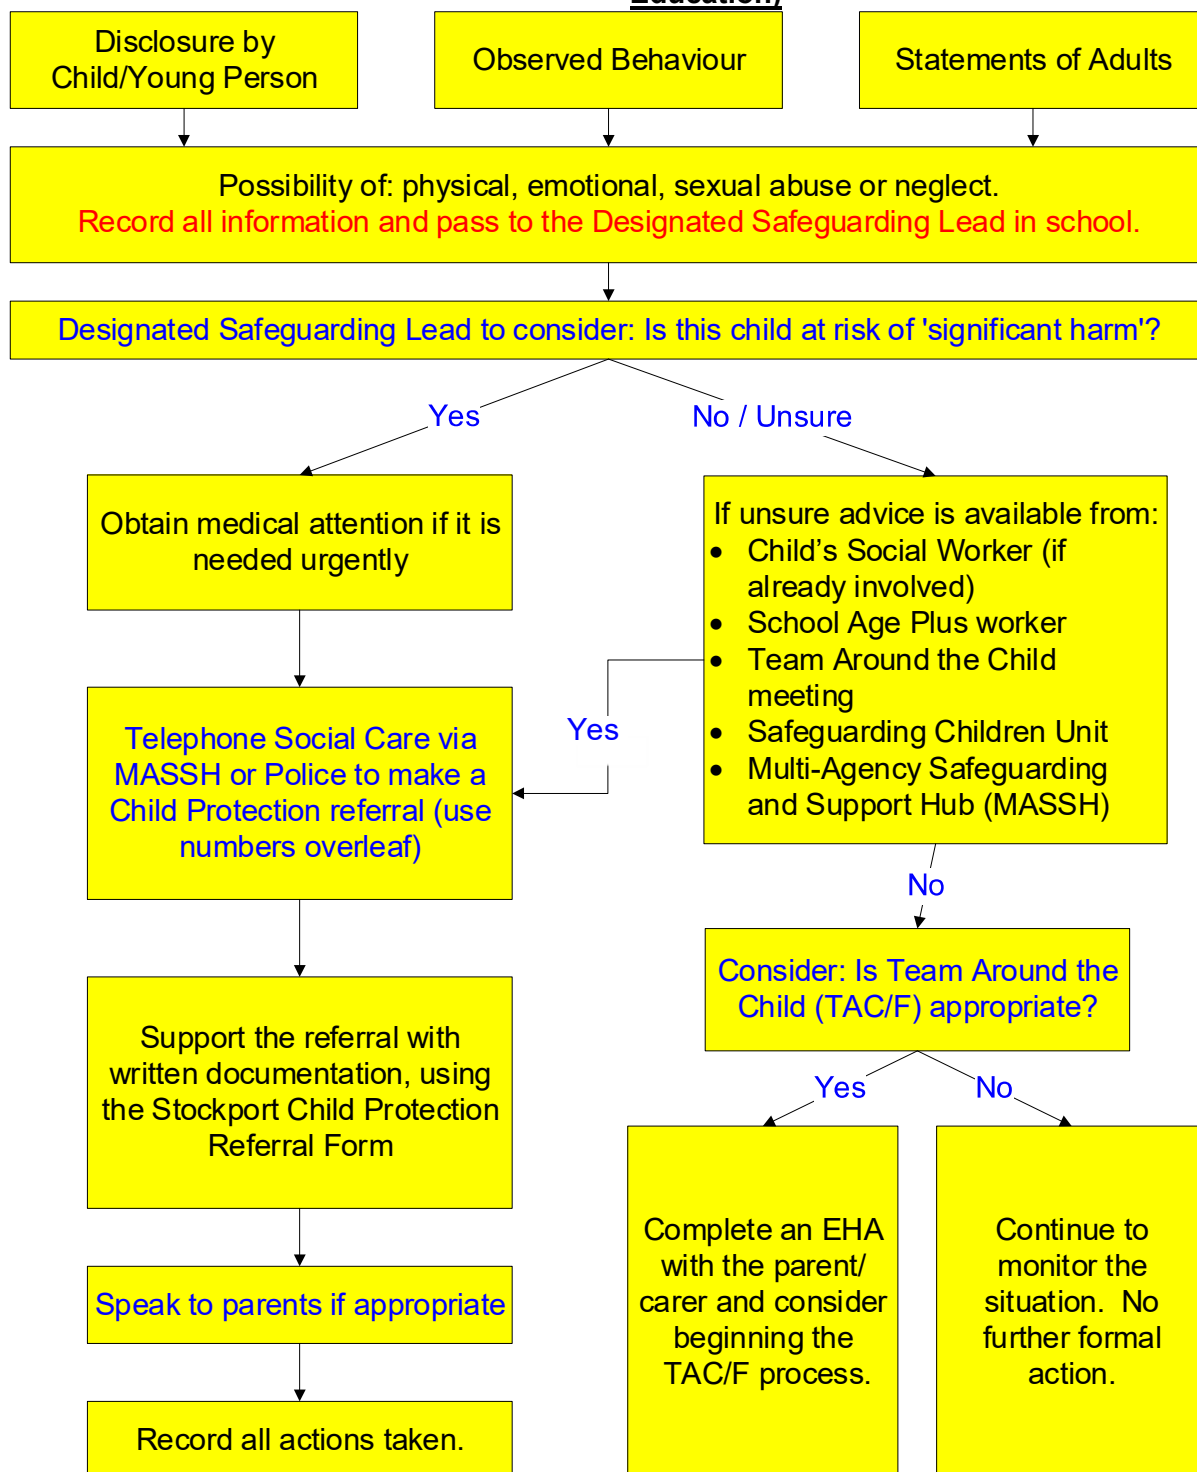 Education)
Disclosure by
Child/Young Person
Observed Behaviour
Statements of Adults
Possibility of: physical, emotional, sexual abuse or neglect.
Record all information and pass to the Designated Safeguarding Lead in school.
Designated Safeguarding Lead to consider: Is this child at risk of 'significant harm'?
Yes
No / Unsure
Obtain medical attention if it is
needed urgently
If unsure advice is available from:
• Child’s Social Worker (if
already involved)
• School Age Plus worker
• Team Around the Child
meeting
• Safeguarding Children Unit
• Multi-Agency Safeguarding
and Support Hub (MASSH)
Yes
Telephone Social Care via
MASSH or Police to make a
Child Protection referral (use
numbers overleaf)
No
Consider: Is Team Around the
Child (TAC/F) appropriate?
Support the referral with
written documentation, using
the Stockport Child Protection
Referral Form
Yes
No
Complete an EHA
with the parent/
carer and consider
beginning the
TAC/F process.
Continue to
monitor the
situation. No
further formal
action.
Speak to parents if appropriate
Record all actions taken.